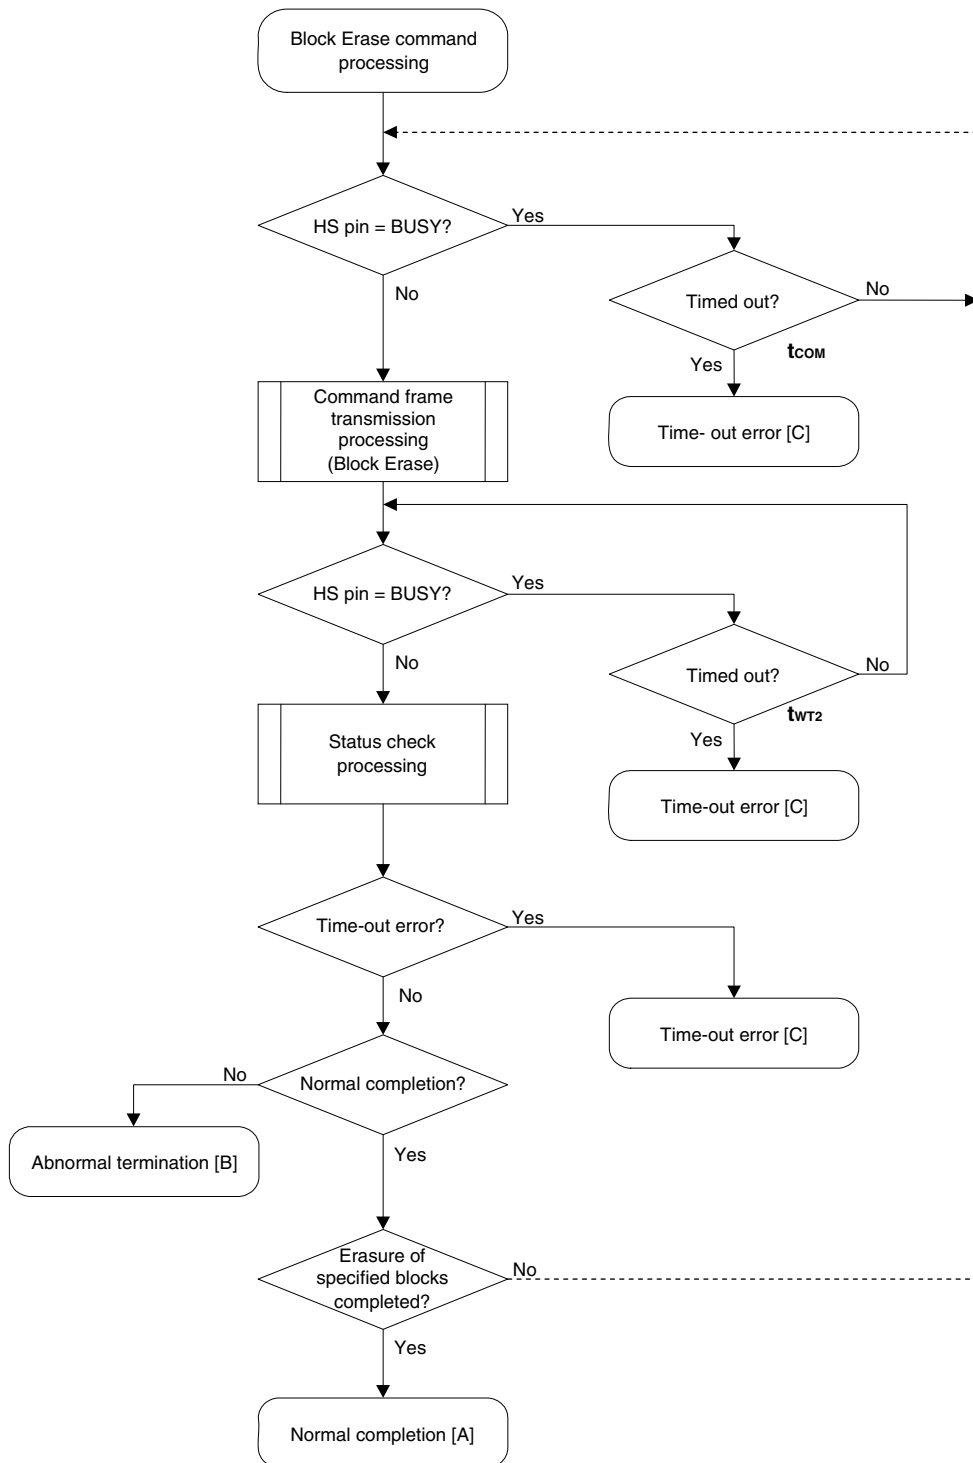 Block Erase command
processing
HS pin = BUSY?
Yes
No
Timed out?
No
tCOM
Yes
Time- out error [C]
Command frame
transmission
processing
(Block Erase)
HS pin = BUSY?
Yes
No
Timed out?
No
tWT2
Yes
Time-out error [C]
Status check
processing
Time-out error?
Yes
No
Time-out error [C]
Normal completion?
No
Yes
Abnormal termination [B]
Erasure of
specified blocks
completed?
No
Yes
Normal completion [A]